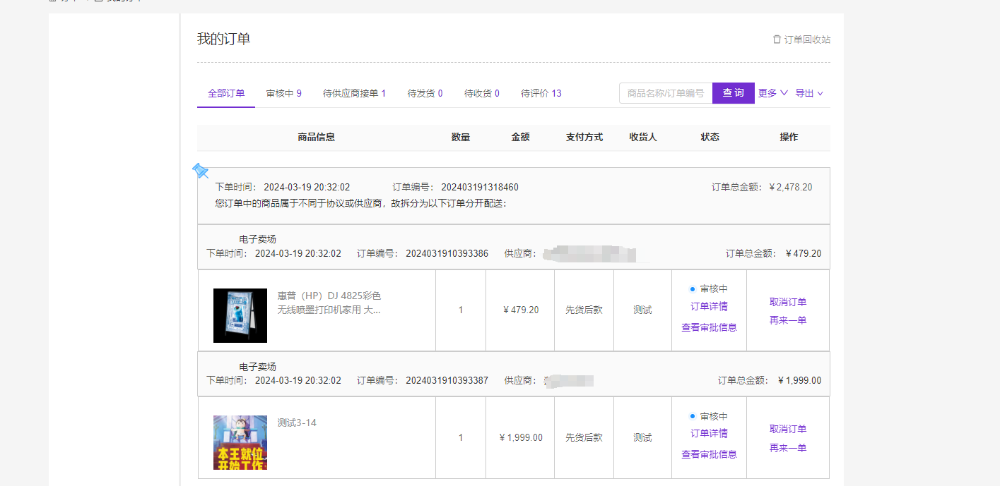 我的订单
订单回收站
全部订单 审核中 9 待供应商接单 1 待发货 0 待收货 0 待评价 13 商品名称/订单编号 查 询 更多 导出
商品信息 数量 金额 支付方式 收货人 状态 操作
下单时间： 2024-03-19 20:32:02 订单编号： 202403191318460 订单总金额： ¥ 2,478.20
您订单中的商品属于不同于协议或供应商，故拆分为以下订单分开配送：
电子卖场
下单时间： 2024-03-19 20:32:02 订单编号： 2024031910393386 供应商： 订单总金额： ¥ 479.20
惠普（HP）DJ 4825彩色
无线喷墨打印机家用 大...
1 ¥ 479.20 先货后款 测试
审核中
订单详情
查看审批信息
取消订单
再来一单
电子卖场
下单时间： 2024-03-19 20:32:02 订单编号： 2024031910393387 供应商： 订单总金额： ¥ 1,999.00
本王就位
开始工作
测试3-14
1 ¥ 1,999.00 先货后款 测试
审核中
订单详情
查看审批信息
取消订单
再来一单